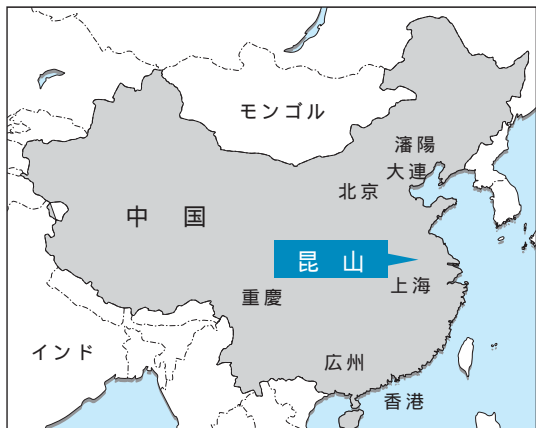 モンゴル
瀋陽
大連
北京
中国
昆山
上海
重慶
インド
広州
香港